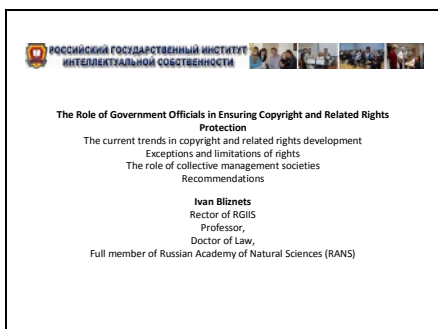 РОССИЙСКИЙ ГОСУДАРСТВЕННЫЙ ИНСТИТУТ
ИНТЕЛЛЕКТУАЛЬНОЙ СОБСТВЕННОСТИ
The Role of Government Officials in Ensuring Copyright and Related Rights
Protection
The current trends in copyright and related rights development
Exceptions and limitations of rights
The role of collective management societies
Recommendations
Ivan Bliznets
Rector of RGIIS
Professor,
Doctor of Law,
Full member of Russian Academy of Natural Sciences (RANS)